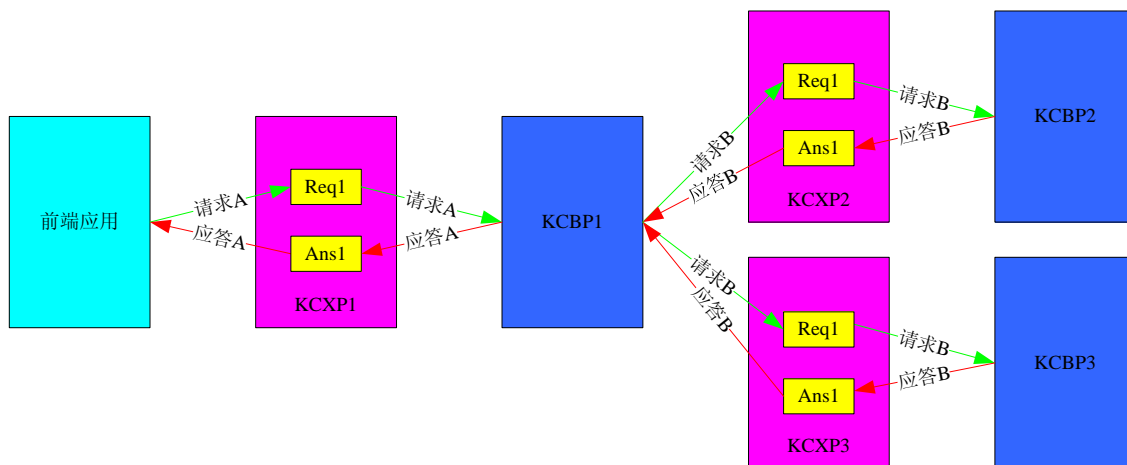 前端应用
请求A
应答A
Req1
Ans1
KCXP1
请求A
应答A
KCBP1
请求B
应答B
Req1
Ans1
KCXP2
请求B
应答B
KCBP2
请求B
应答B
Req1
Ans1
KCXP3
请求B
应答B
KCBP3